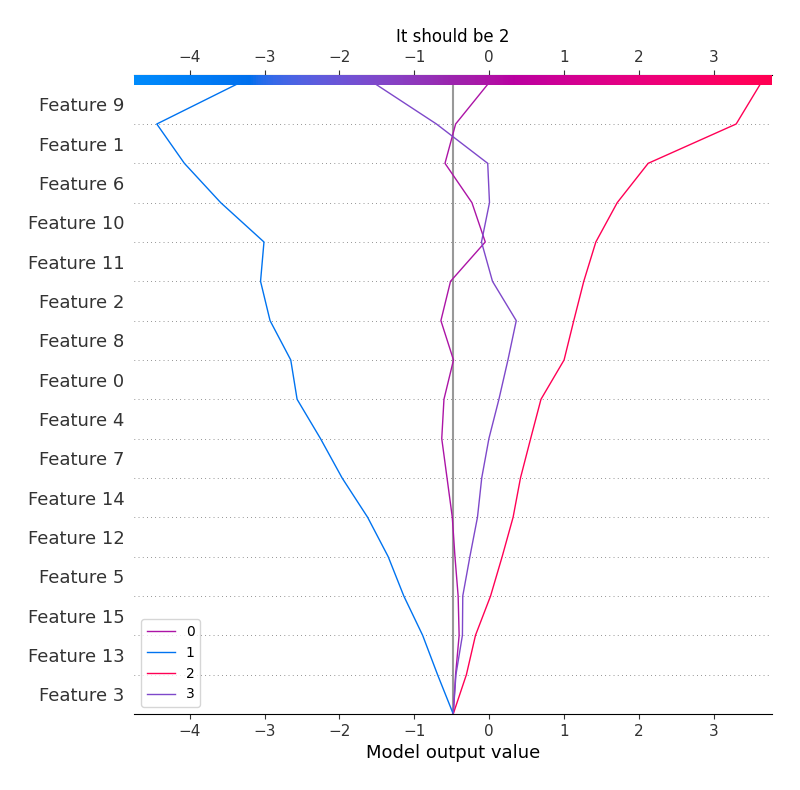 It should be 2
−4 −3 −2 −1 0 1 2 3
Feature 9
Feature 1
Feature 6
Feature 10
Feature 11
Feature 2
Feature 8
Feature 0
Feature 4
Feature 7
Feature 14
Feature 12
Feature 5
Feature 15
Feature 13
Feature 3
0
1
2
3
−4 −3 −2 −1 0 1 2 3
Model output value